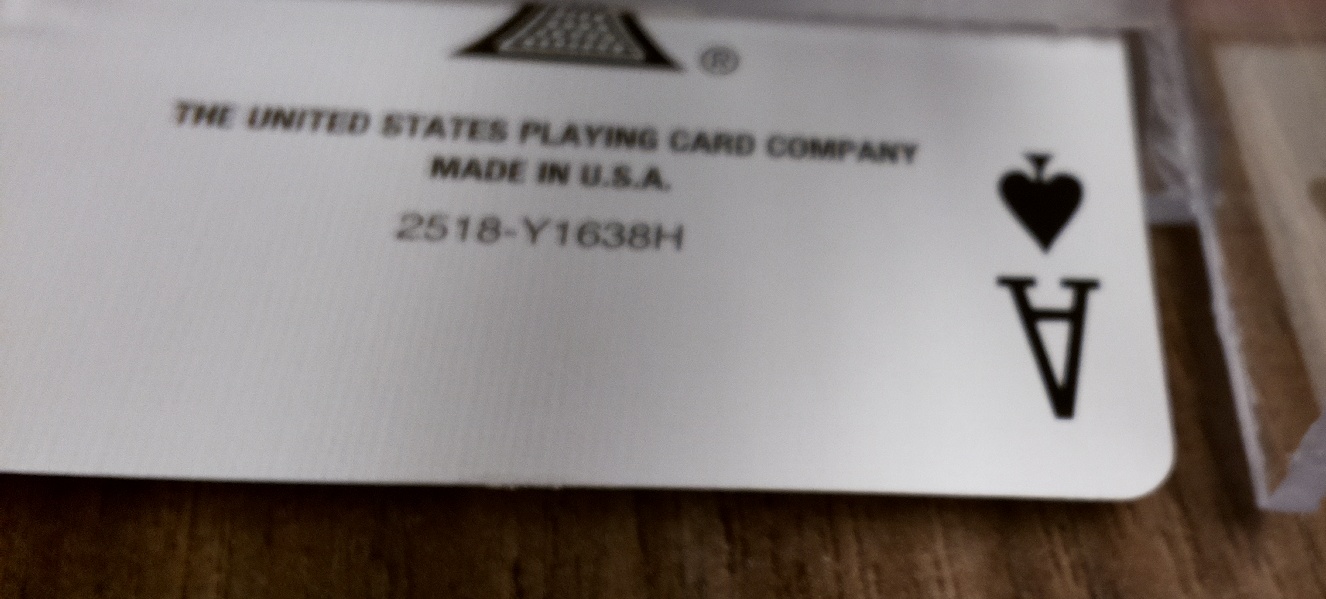 ®
THE UNITED STATES PLAYING CARD COMPANY
MADE IN U.S.A.
2518-Y1638H
A